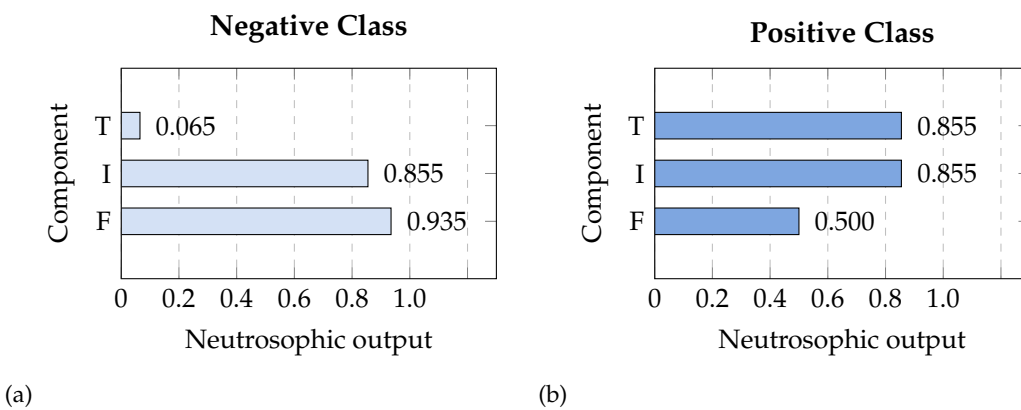 Negative Class
Component
T
0.065
I
0.855
F
0.935
0 0.2 0.4 0.6 0.8 1.0
Neutrosophic output
(a)
Positive Class
Component
T
0.855
I
0.855
F
0.500
0 0.2 0.4 0.6 0.8 1.0
Neutrosophic output
(b)